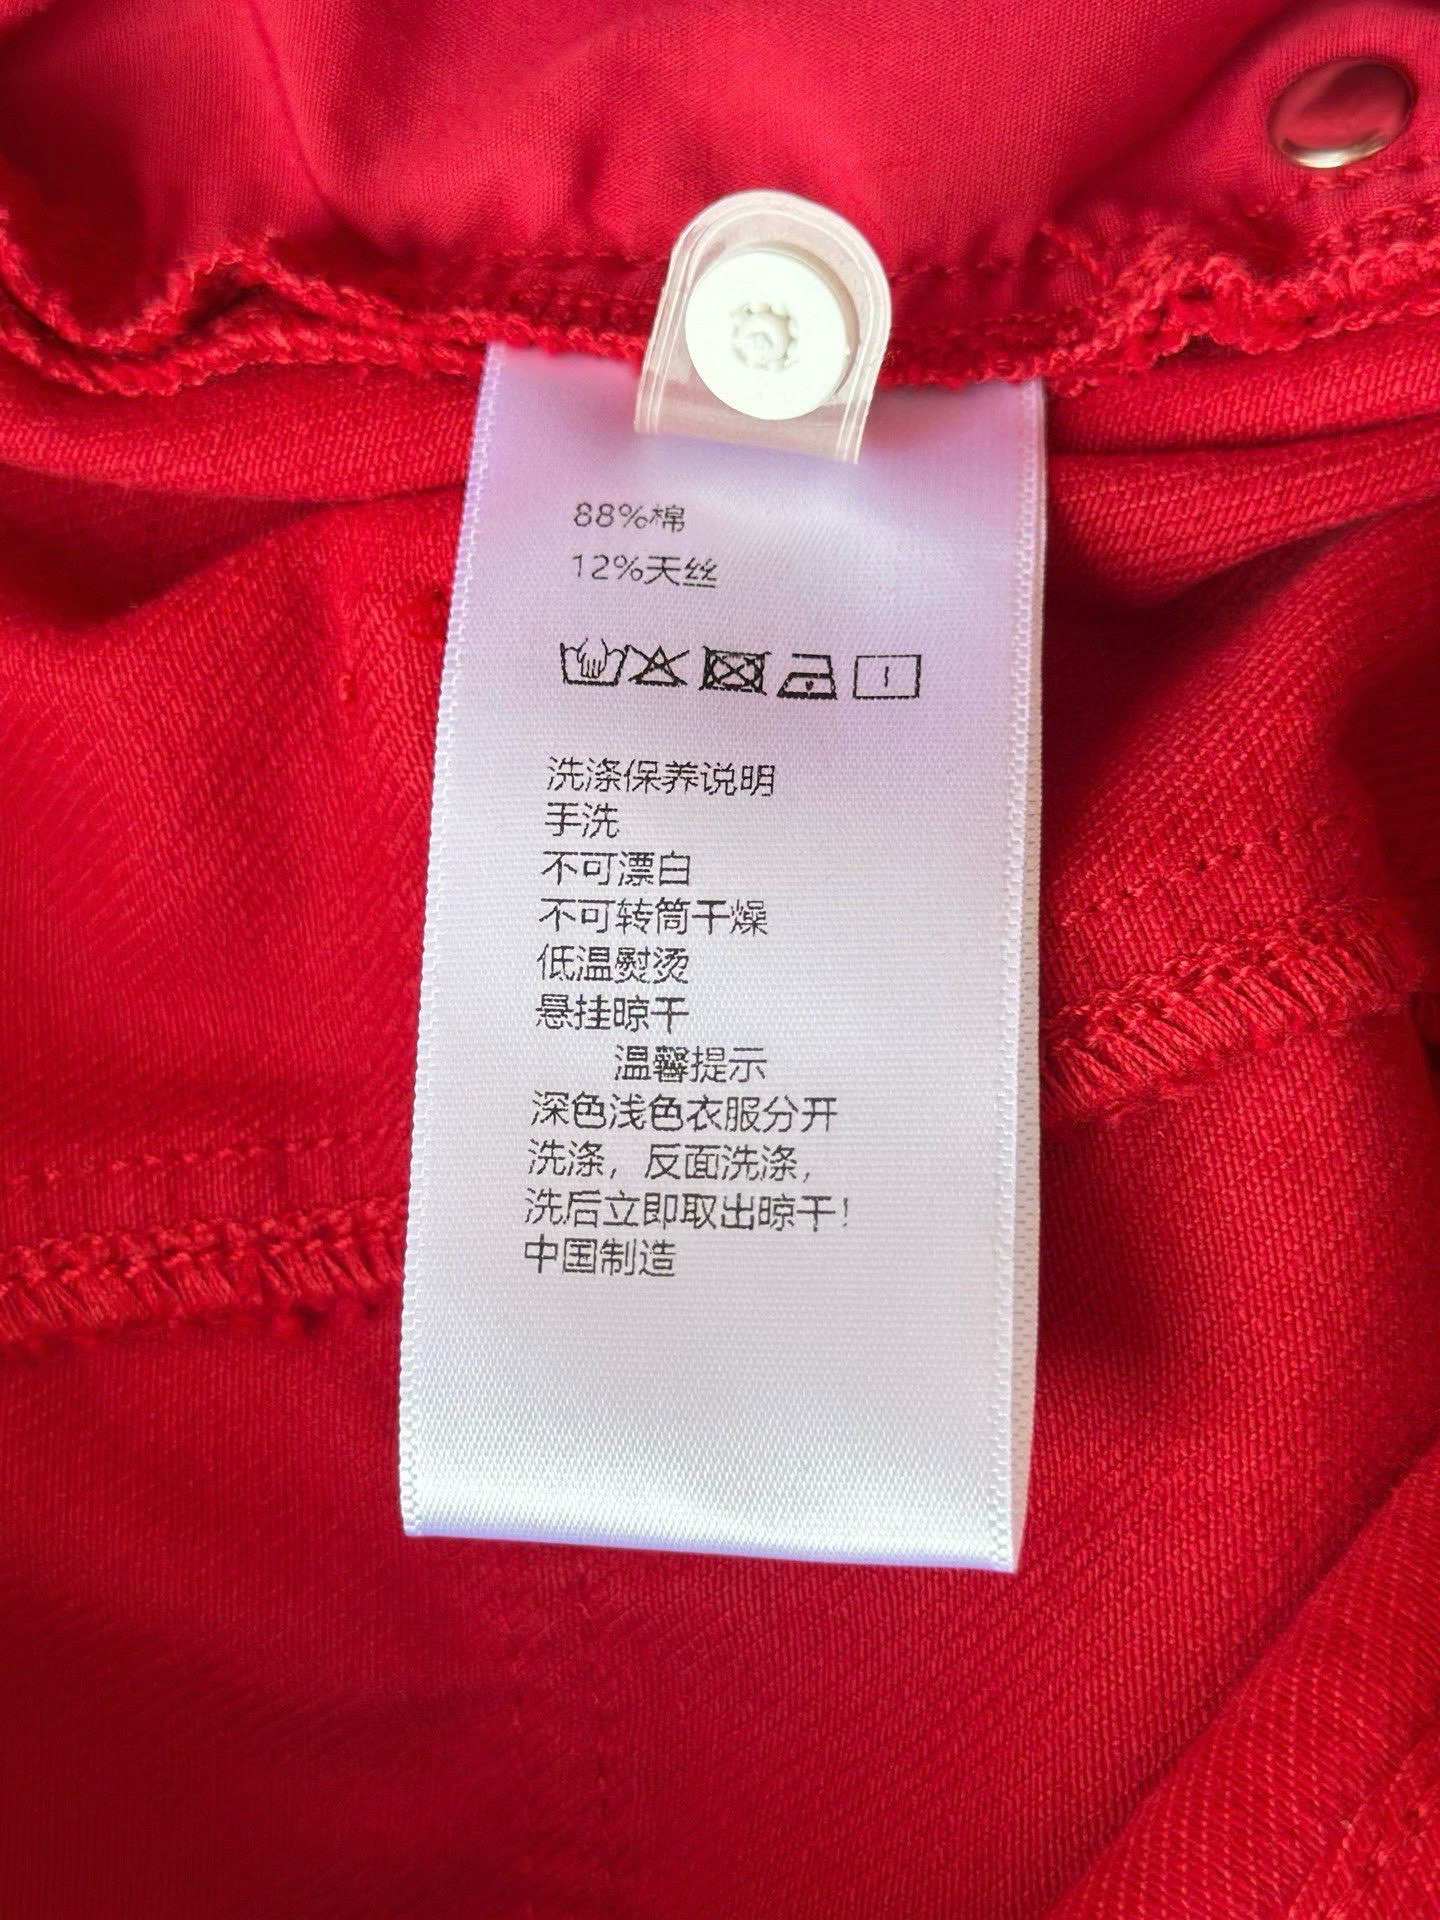 88%棉
12%天丝
洗涤保养说明
手洗
不可漂白
不可转筒干燥
低温熨烫
悬挂晾干
温馨提示
深色浅色衣服分开
洗涤，反面洗涤，
洗后立即取出晾干！
中国制造